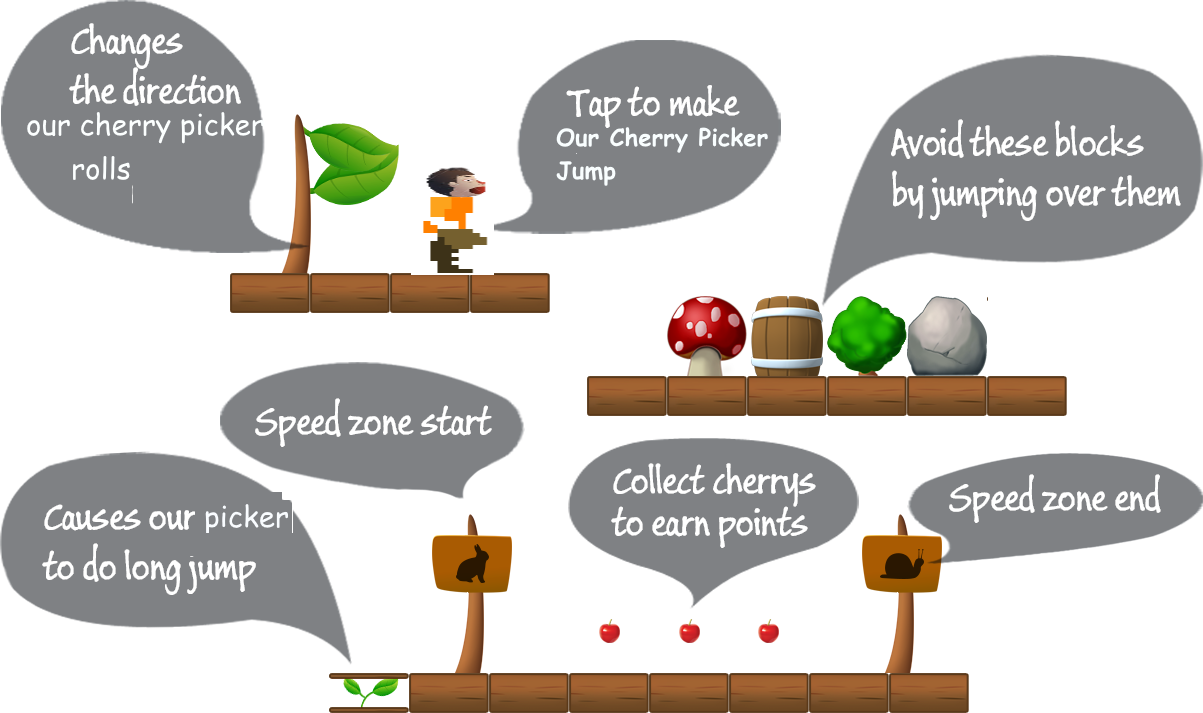 Changes
the direction
our cherry picker
rolls
Tap to make
Our Cherry Picker
Jump
Avoid these blocks
by jumping over them
Speed zone start
Causes our picker
to do long jump
Collect cherrys
to earn points
Speed zone end